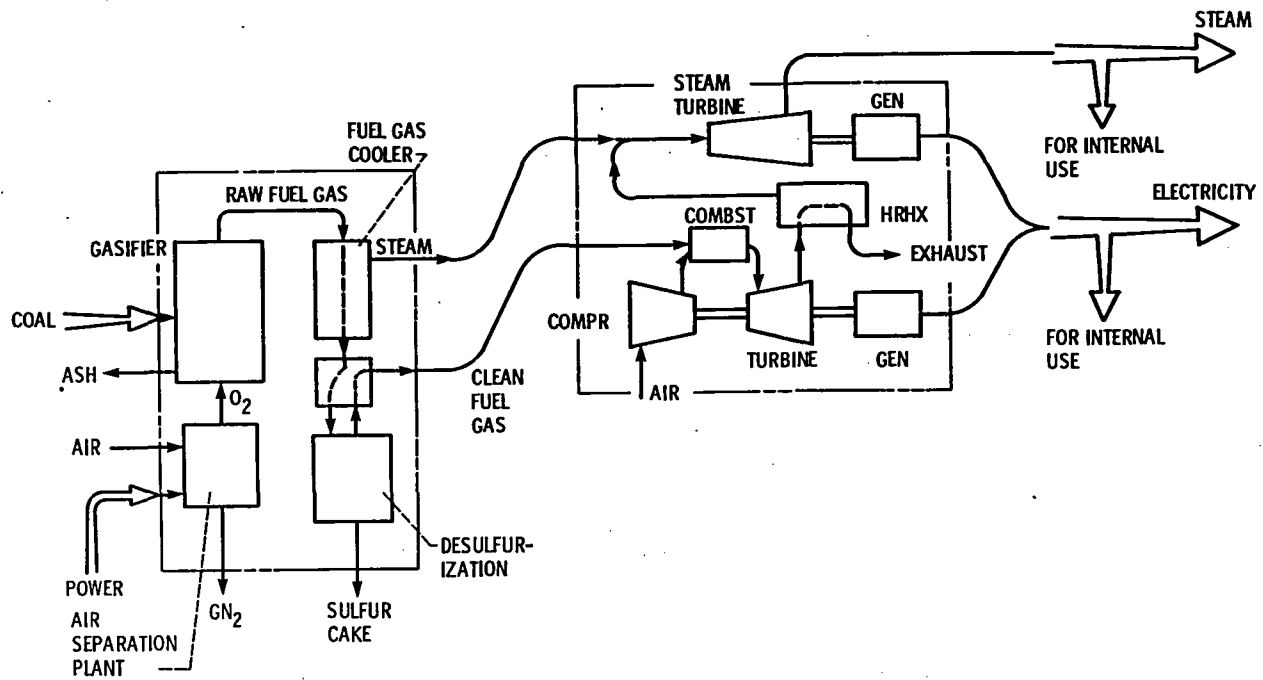 STEAM
STEAM
TURBINE
GEN
FOR INTERNAL
USE
FUEL GAS
COOLER
RAW FUEL GAS
GASIFIER
STEAM
COAL
ASH
O2
AIR
POWER
AIR
SEPARATION
PLANT
GN2
SULFUR
CAKE
DESULFUR-
IZATION
CLEAN
FUEL
GAS
COMBST
HRHX
EXHAUST
COMPR
TURBINE
GEN
AIR
ELECTRICITY
FOR INTERNAL
USE